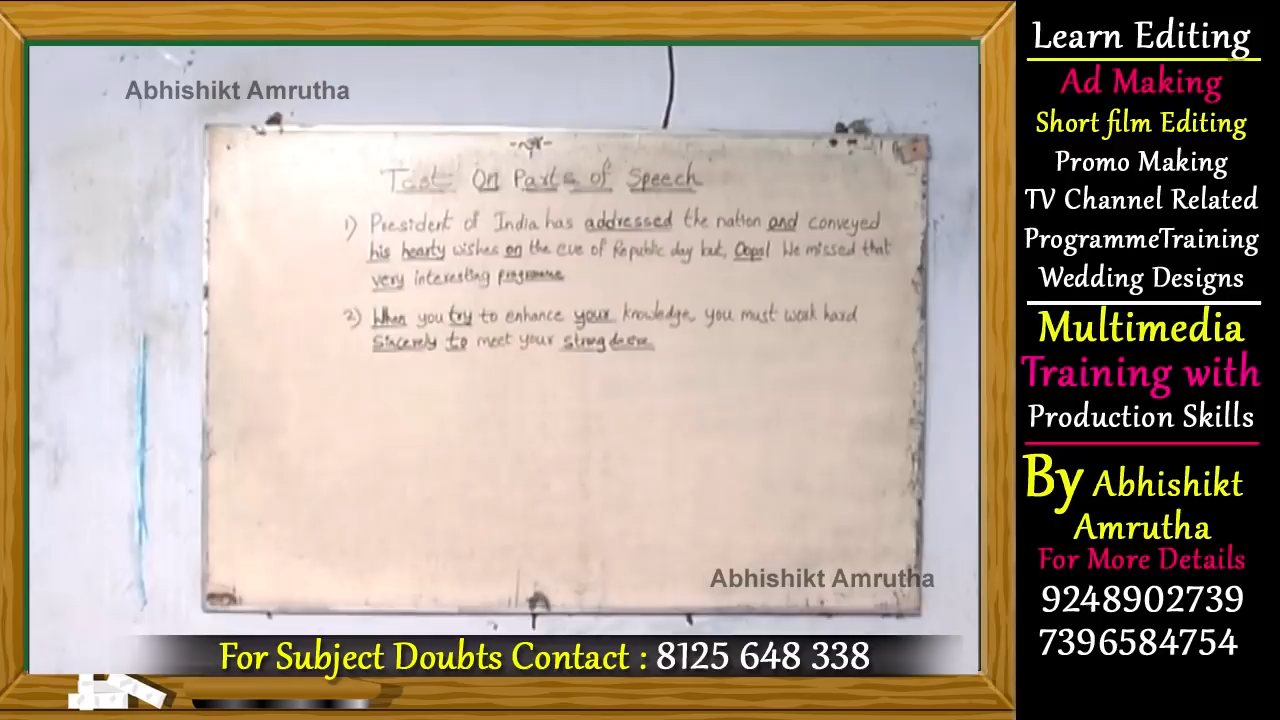 Abhishikt Amrutha
Test On Parts of Speech
1) President of India has addressed the nation and conveyed
his hearty wishes on the eve of Republic day but, Oops! We missed that
very interesting programme
2) When you try to enhance your knowledge, you must work hard
Sincerely to meet your strong desire
Abhishikt Amrutha
For Subject Doubts Contact : 8125 648 338
Learn Editing
Ad Making
Short film Editing
Promo Making
TV Channel Related
ProgrammeTraining
Wedding Designs
Multimedia
Training with
Production Skills
By Abhishikt
Amrutha
For More Details
9248902739
7396584754